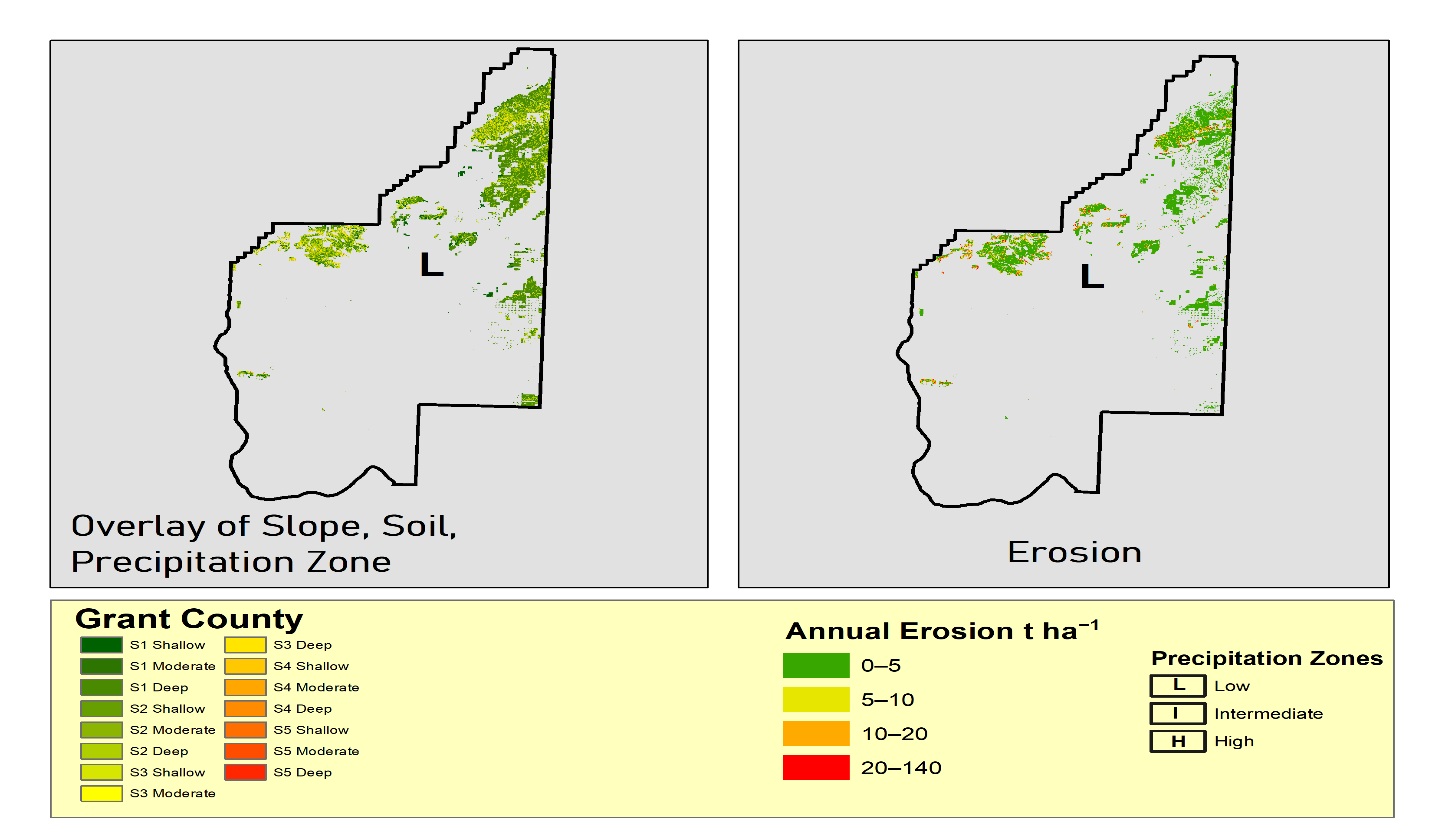 L
L
Overlay of Slope, Soil,
Precipitation Zone
Erosion
Grant County
S1 Shallow
S1 Moderate
S1 Deep
S2 Shallow
S2 Moderate
S2 Deep
S3 Shallow
S3 Moderate
S3 Deep
S4 Shallow
S4 Moderate
S4 Deep
S5 Shallow
S5 Moderate
S5 Deep
Annual Erosion t ha⁻¹
0–5
5–10
10–20
20–140
Precipitation Zones
L Low
I Intermediate
H High